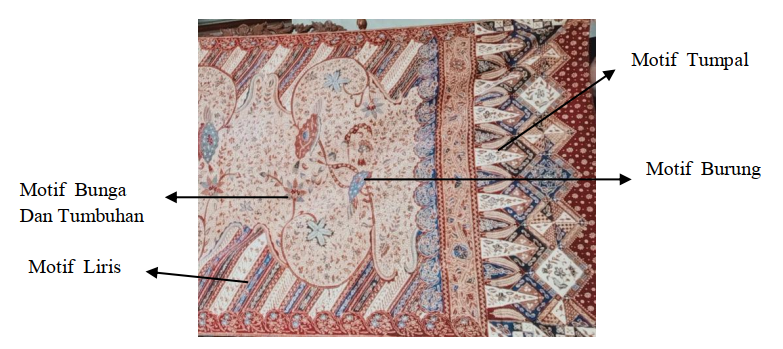 Motif Tumpal
Motif Burung
Motif Bunga
Dan Tumbuhan
Motif Liris